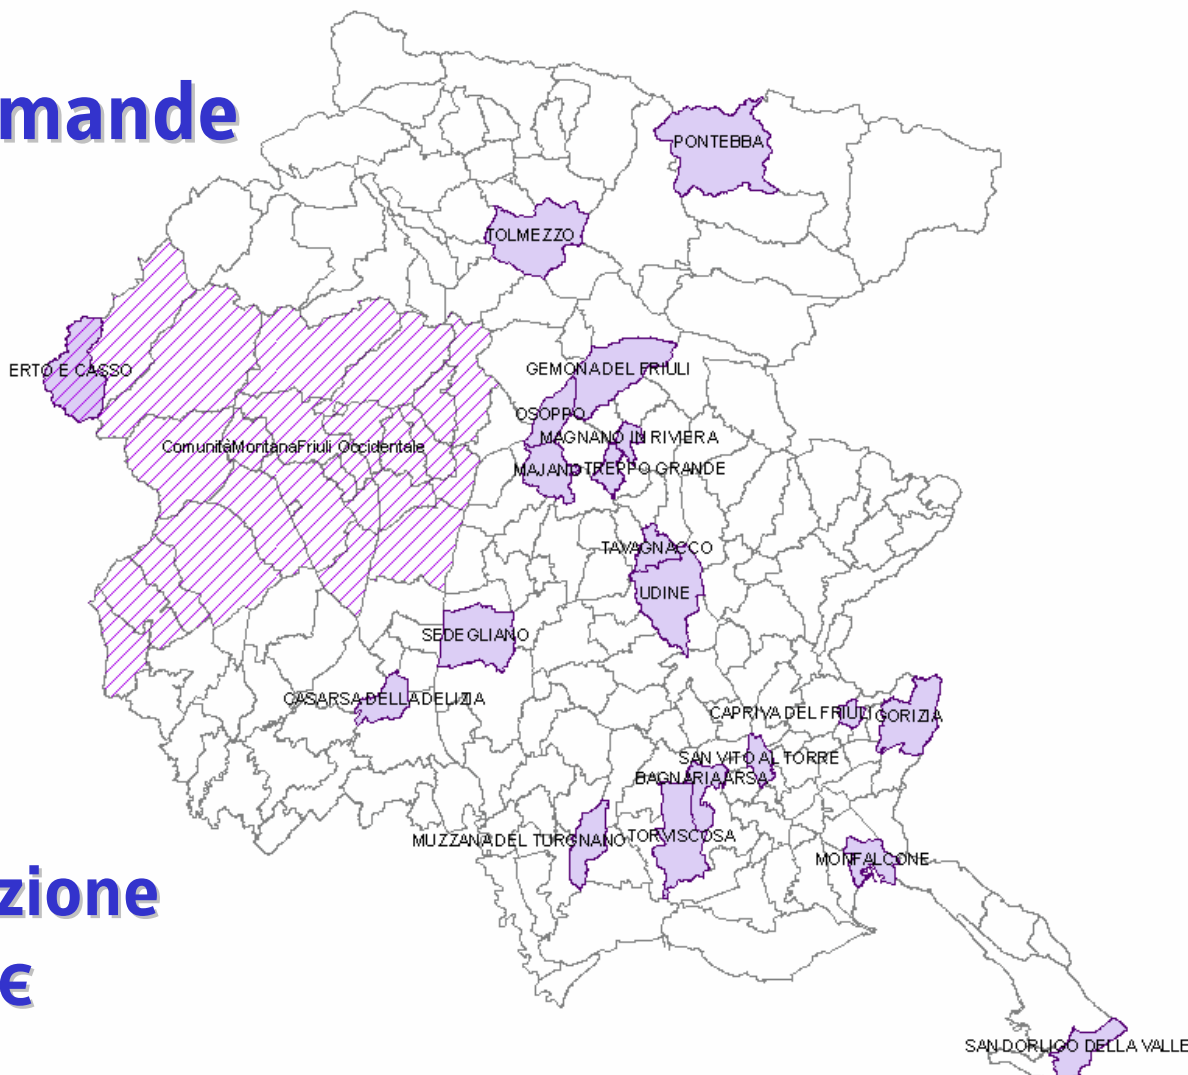 mande
PONTEBBA
TOLMEZZO
ERTO E CASSO
GEMONA DEL FRIULI
OSOPPO
MAGNANO IN RIVIERA
ComunitàMontanaFriuli Occidentale
MAJANO
TREPPO GRANDE
TAVAGNACCO
UDINE
SEDEGLIANO
CASARSA DELLA DELIZIA
CAPRIVA DEL FRIULI
GORIZIA
SAN VITO AL TORRE
BAGNARIA ARSA
MUZZANA DEL TURGNANO
TORVISCOSA
MONFALCONE
zione
€
SAN DORLIGO DELLA VALLE